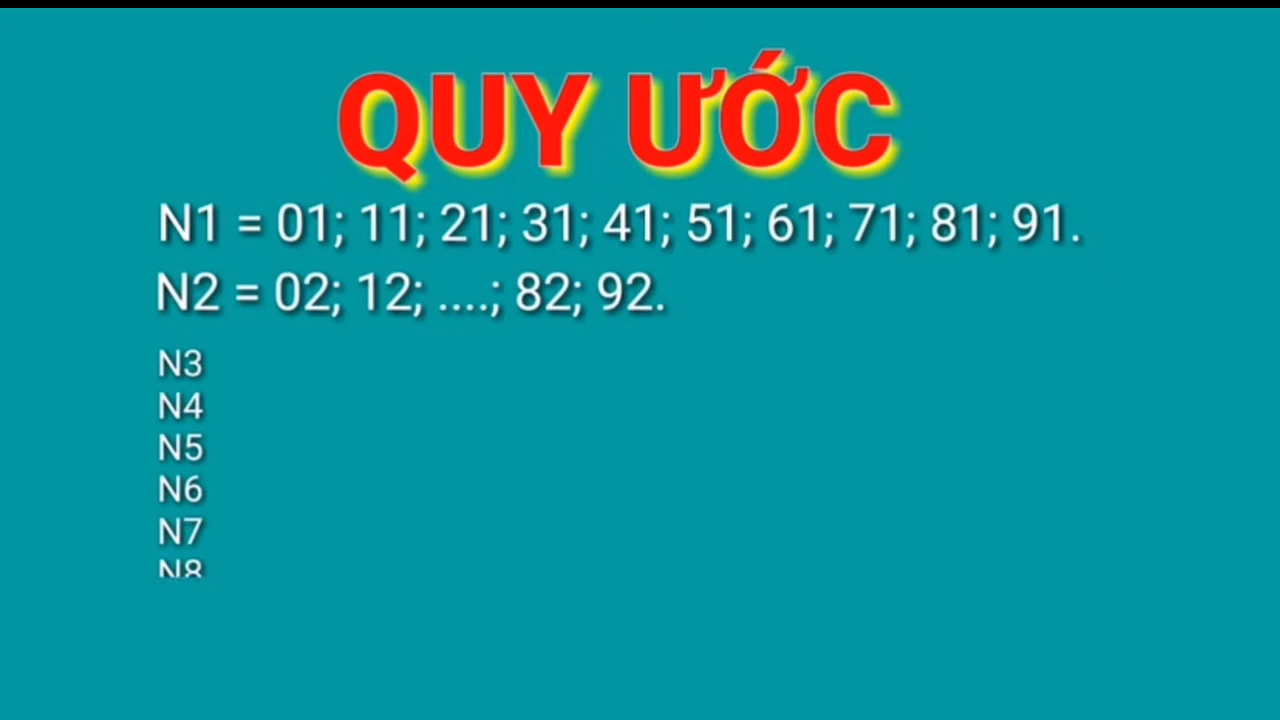 QUY ƯỚC
N1 = 01; 11; 21; 31; 41; 51; 61; 71; 81; 91.
N2 = 02; 12; ....; 82; 92.
N3
N4
N5
N6
N7
N8